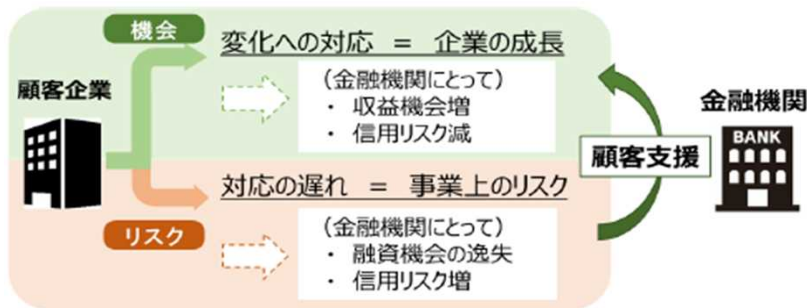 機会
変化への対応 = 企業の成長
(金融機関にとって)
・ 収益機会増
・ 信用リスク減
顧客企業
対応の遅れ = 事業上のリスク
(金融機関にとって)
・ 融資機会の逸失
・ 信用リスク増
リスク
顧客支援
金融機関
BANK